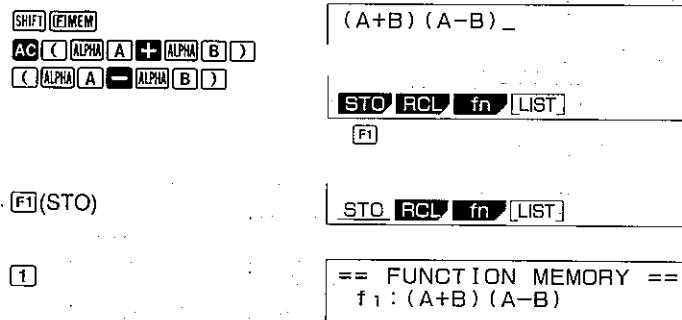 SHIFT F MEM
(A+B)(A−B)_
AC ( ALPHA A + ALPHA B )
( ALPHA A − ALPHA B )
STO RCL fn LIST
F1
F1 (STO)
STO RCL fn LIST
1
== FUNCTION MEMORY ==
f1:(A+B)(A−B)